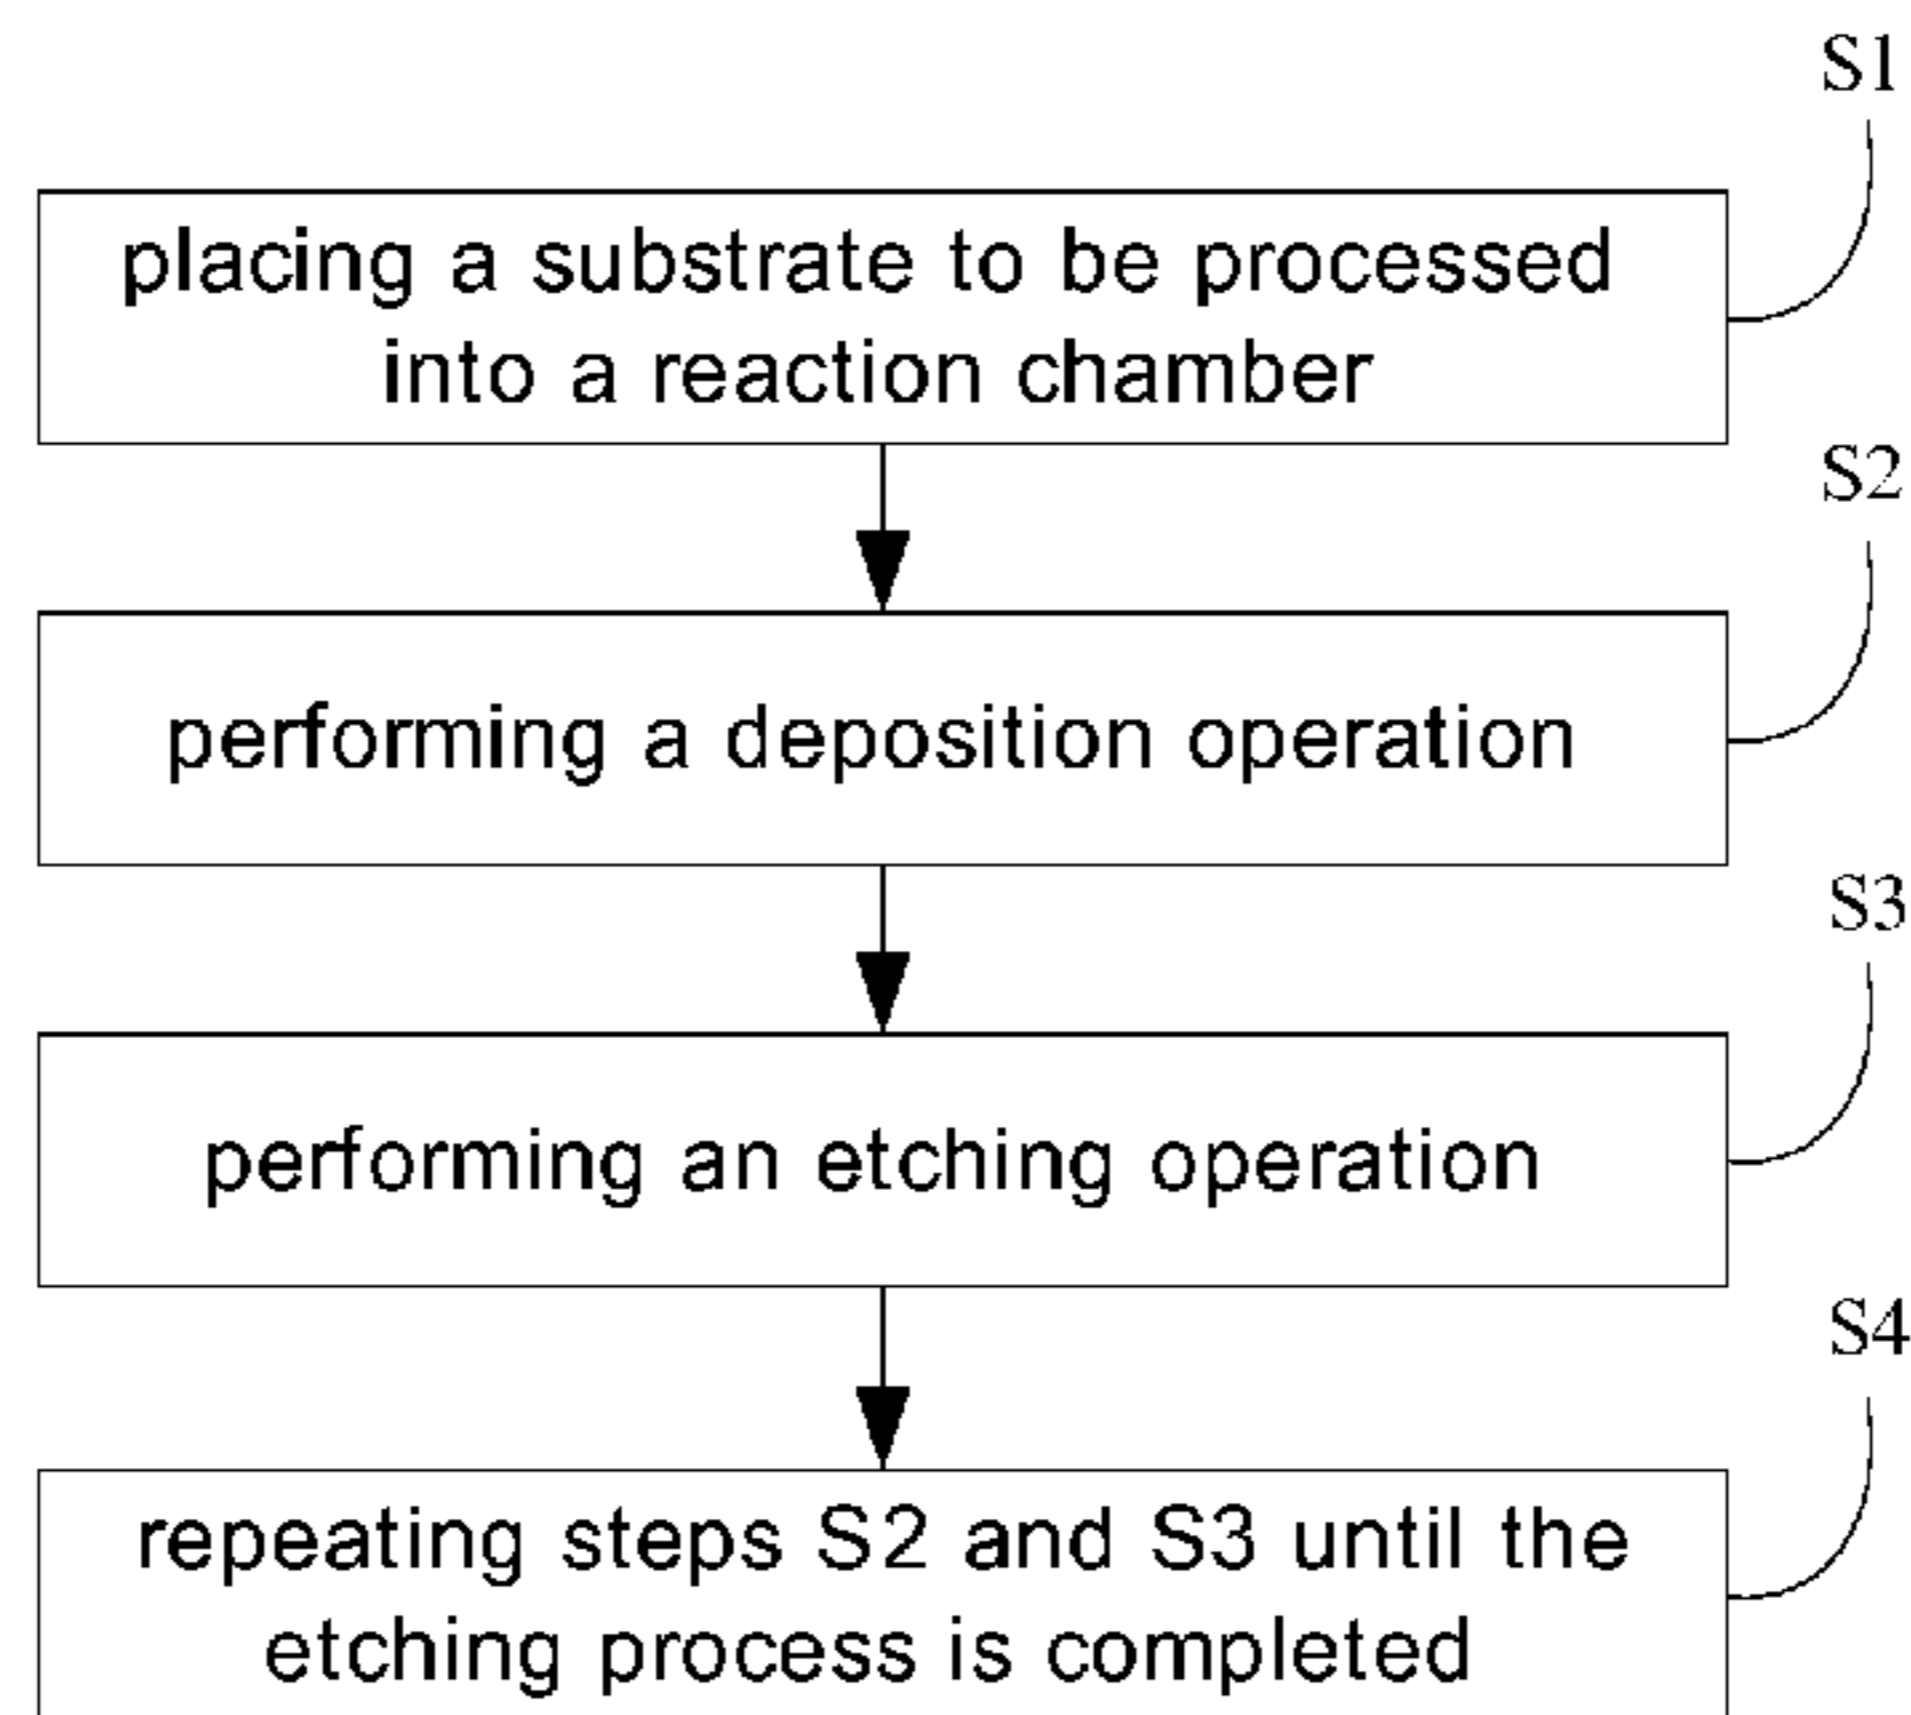 S1
placing a substrate to be processed
into a reaction chamber
S2
performing a deposition operation
S3
performing an etching operation
S4
repeating steps S2 and S3 until the
etching process is completed